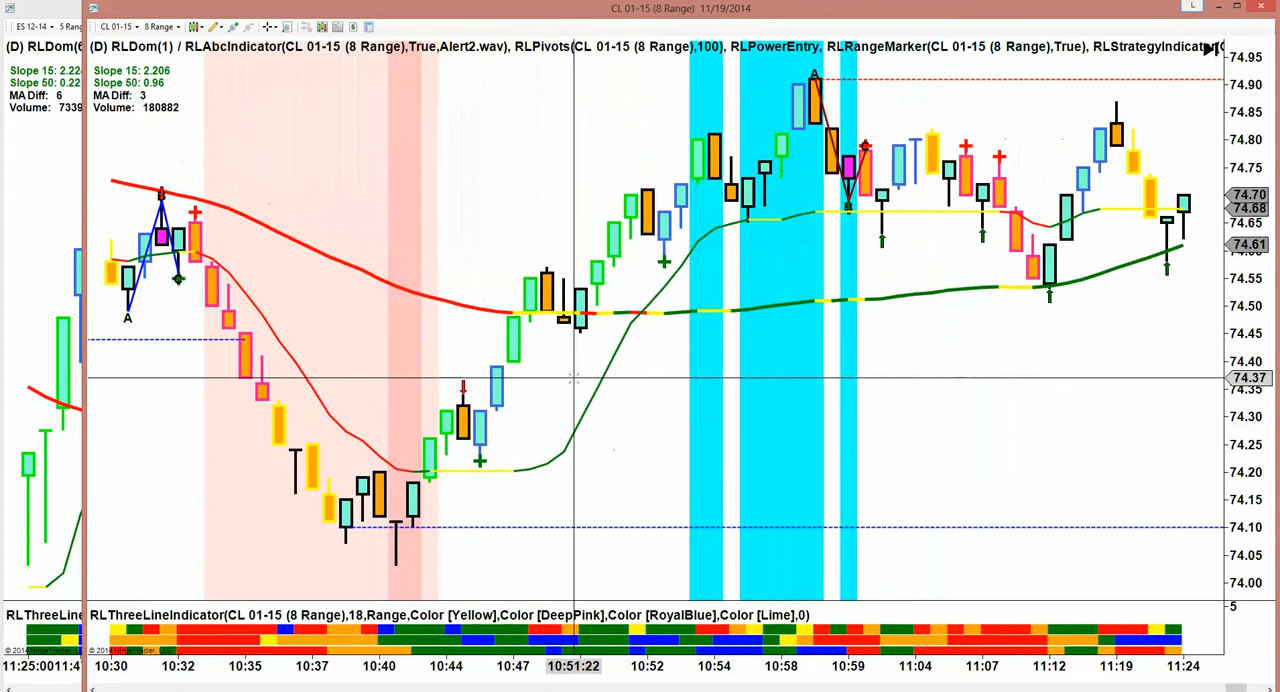 CL 01-15 (8 Range)  11/19/2014
L
ES 12-14
5 Rang
CL 01-15
8 Range
(D) RLDom(6
(D) RLDom(1) / RLAbcIndicator(CL 01-15 (8 Range),True,Alert2.wav), RLPivots(CL 01-15 (8 Range),100), RLPowerEntry, RLRangeMarker(CL 01-15 (8 Range),True), RLStrategyIndicator(
Slope 15: 2.224
Slope 50: 0.22
MA Diff: 6
Volume: 7339
Slope 15: 2.206
Slope 50: 0.96
MA Diff: 3
Volume: 180882
A
B
A
B
74.95
74.90
74.85
74.80
74.75
74.70
74.68
74.65
74.61
74.55
74.50
74.45
74.40
74.37
74.35
74.30
74.25
74.20
74.15
74.10
74.05
74.00
5
RLThreeLine
RLThreeLineIndicator(CL 01-15 (8 Range),18,Range,Color [Yellow],Color [DeepPink],Color [RoyalBlue],Color [Lime],0)
© 2014 NinjaTrader, LLC
11:25:00
11:4
10:30
10:32
10:35
10:37
10:40
10:44
10:47
10:51:22
10:52
10:54
10:58
10:59
11:04
11:07
11:12
11:19
11:24